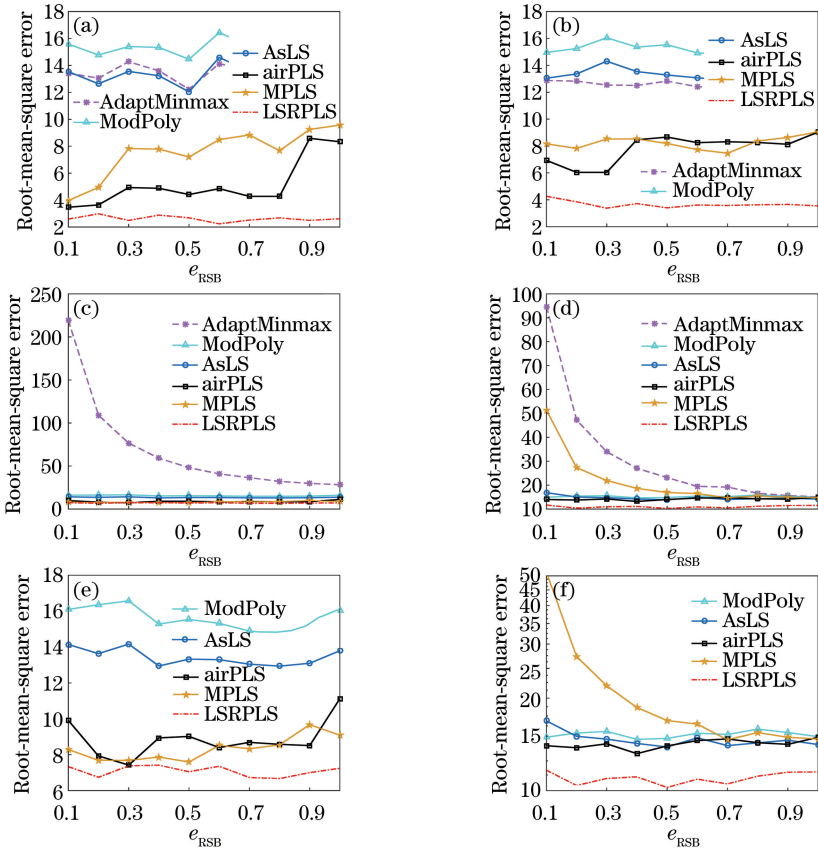 (a)
Root-mean-square error
18
16
14
12
10
8
6
4
2
AsLS
airPLS
MPLS
LSRPLS
AdaptMinmax
ModPoly
0.1 0.3 0.5 0.7 0.9
eRSB
(b)
Root-mean-square error
18
16
14
12
10
8
6
4
2
AsLS
airPLS
MPLS
LSRPLS
AdaptMinmax
ModPoly
0.1 0.3 0.5 0.7 0.9
eRSB
(c)
Root-mean-square error
250
200
150
100
50
0
AdaptMinmax
ModPoly
AsLS
airPLS
MPLS
LSRPLS
0.1 0.3 0.5 0.7 0.9
eRSB
(d)
Root-mean-square error
100
90
80
70
60
50
40
30
20
10
AdaptMinmax
ModPoly
AsLS
airPLS
MPLS
LSRPLS
0.1 0.3 0.5 0.7 0.9
eRSB
(e)
Root-mean-square error
18
16
14
12
10
8
6
ModPoly
AsLS
airPLS
MPLS
LSRPLS
0.1 0.3 0.5 0.7 0.9
eRSB
(f)
Root-mean-square error
50
45
40
35
30
25
20
15
10
ModPoly
AsLS
airPLS
MPLS
LSRPLS
0.1 0.3 0.5 0.7 0.9
eRSB